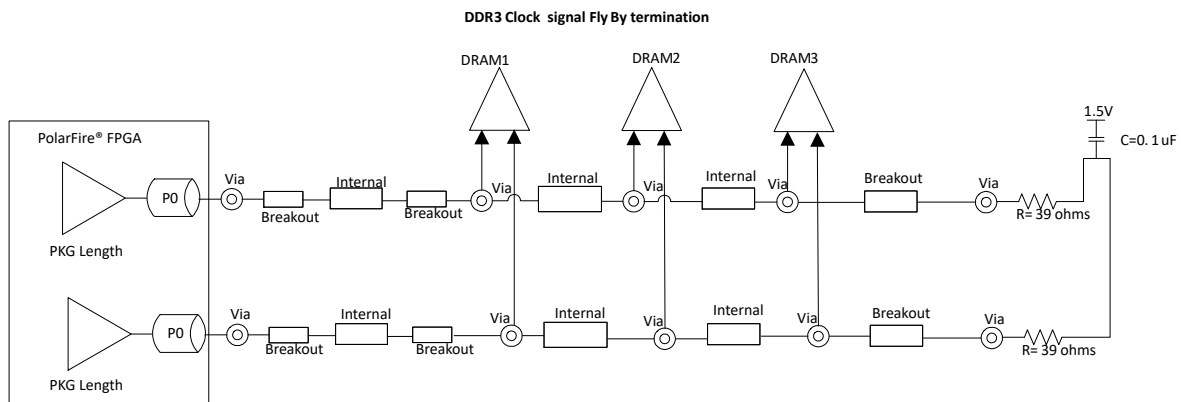 DDR3 Clock signal Fly By termination
DRAM1
DRAM2
DRAM3
1.5V
C=0.1uF
PolarFire® FPGA
P0
Via
Breakout
Internal
Breakout
Via
Internal
Via
Internal
Via
Breakout
Via
R= 39 ohms
PKG Length
P0
Via
Breakout
Internal
Breakout
Via
Internal
Via
Internal
Via
Breakout
Via
R= 39 ohms
PKG Length